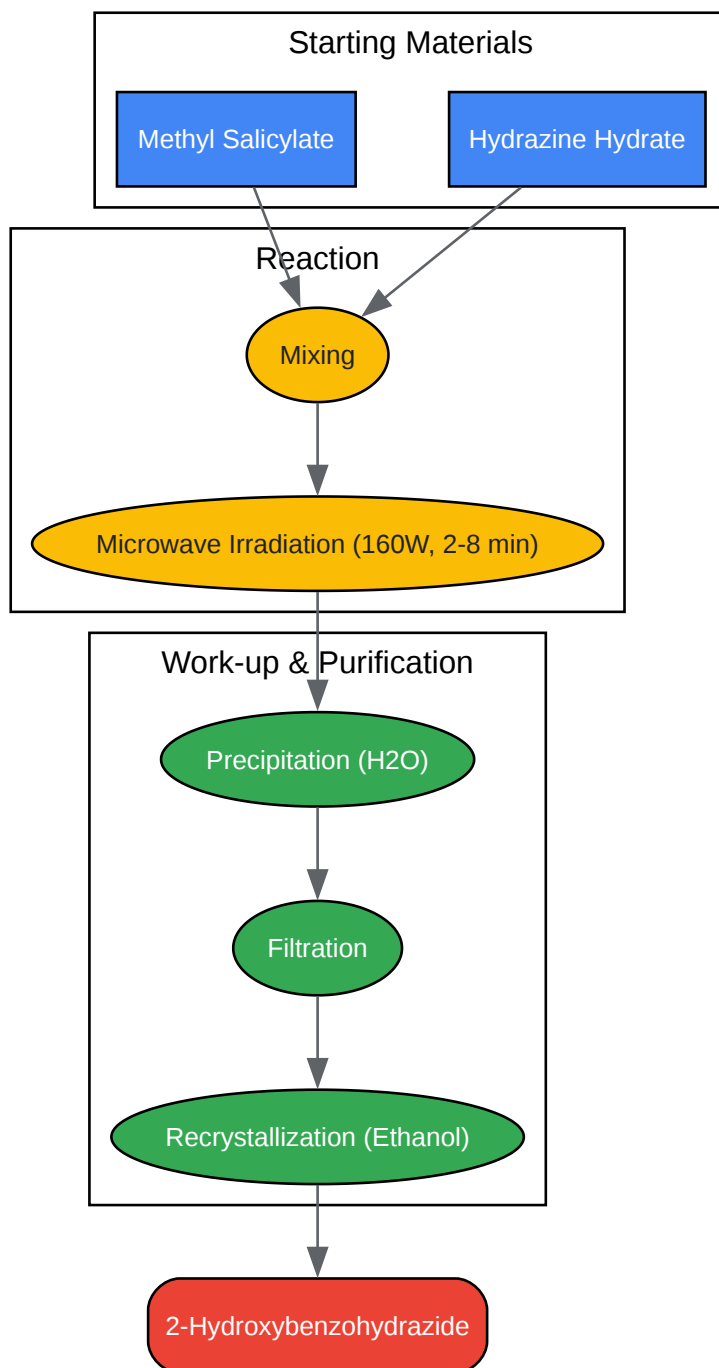 Starting Materials
Methyl Salicylate
Hydrazine Hydrate
Reaction
Mixing
Microwave Irradiation (160W, 2-8 min)
Work-up & Purification
Precipitation (H2O)
Filtration
Recrystallization (Ethanol)
2-Hydroxybenzohydrazide